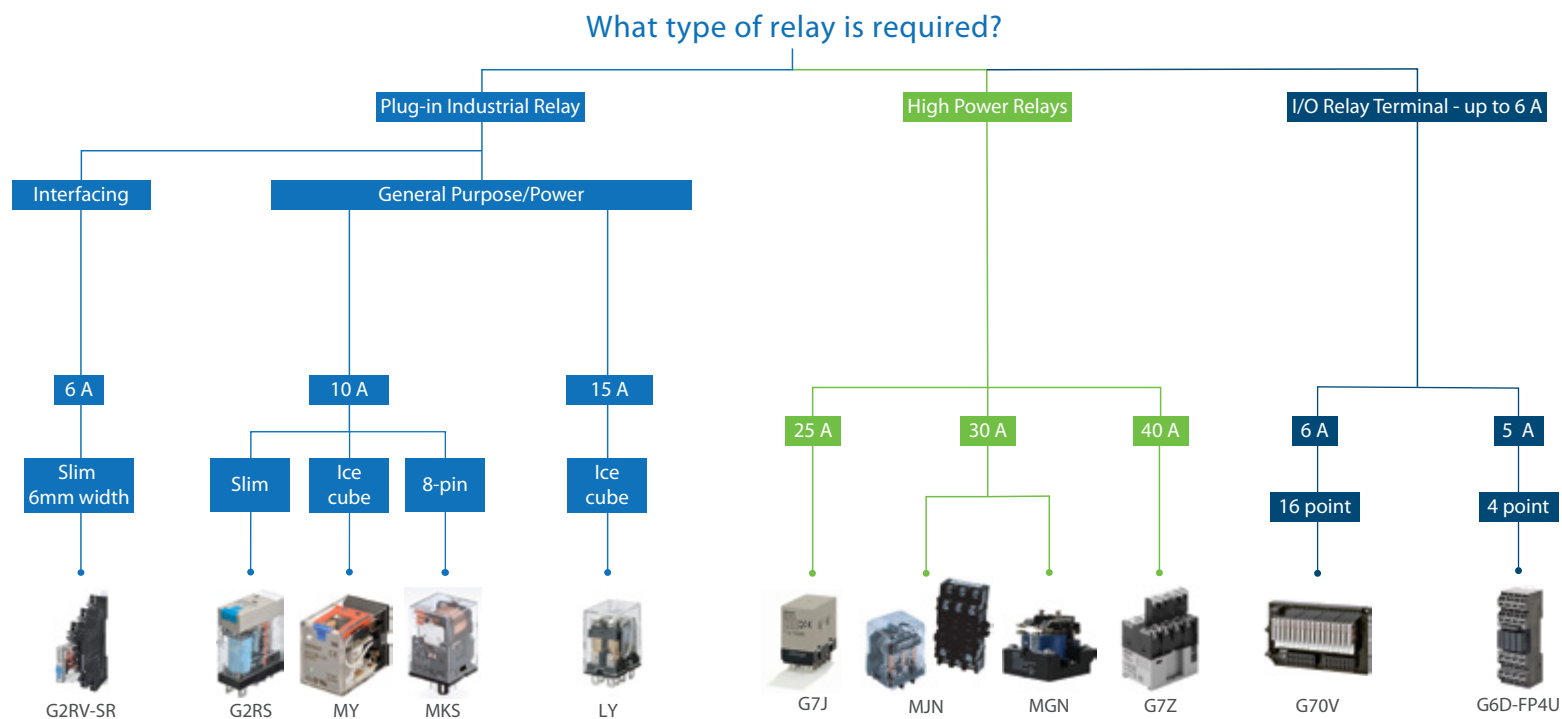 What type of relay is required?
Plug-in Industrial Relay
High Power Relays
I/O Relay Terminal - up to 6 A
Interfacing
General Purpose/Power
6 A
10 A
15 A
25 A
30 A
40 A
6 A
5 A
Slim
6mm width
Slim
Ice
cube
8-pin
Ice
cube
16 point
4 point
G2RV-SR
G2RS
MY
MKS
LY
G7J
MJN
MGN
G7Z
G70V
G6D-FP4U